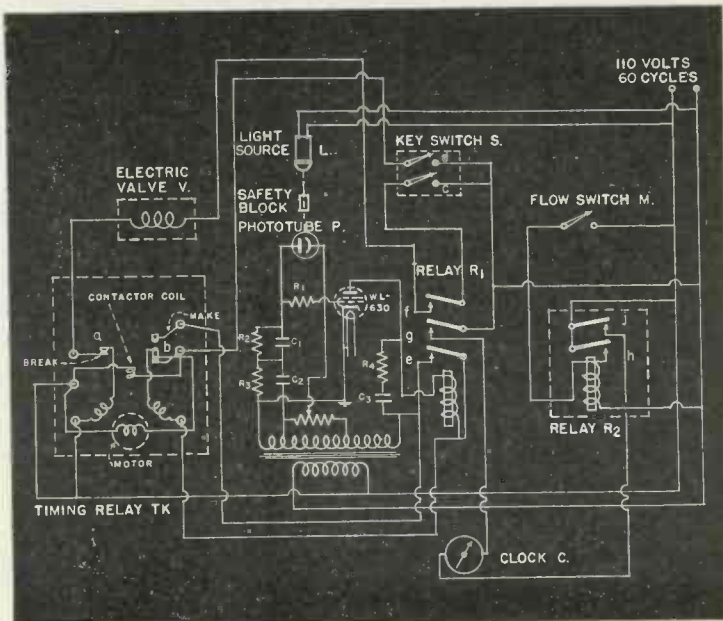 110 VOLTS
60 CYCLES
LIGHT
SOURCE L.
KEY SWITCH S.
d
c
ELECTRIC
VALVE V.
SAFETY
BLOCK
PHOTOTUBE P.
FLOW SWITCH M.
RELAY R1
CONTACTOR COIL
MAKE
R1
WL-
630
f
g
e
a
b
BREAK
R2
C1
R4
J
h
R3
C2
C3
MOTOR
RELAY R2
TIMING RELAY TK
CLOCK C.